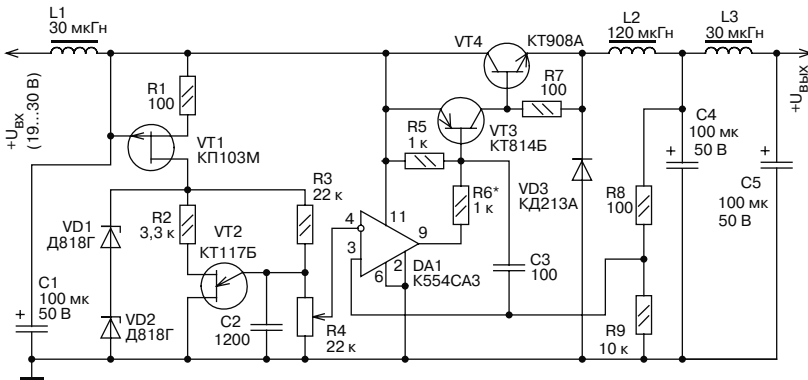 L1
30 мкГн
+Uвх
(19...30 В)
R1
100
VT1
КП103М
VD1
Д818Г
VD2
Д818Г
C1
100 мк
50 В
+
R2
3,3 к
VT2
КТ117Б
C2
1200
R3
22 к
R4
22 к
4
3
11
9
6
2
DA1
К554СА3
R5
1 к
R6*
1 к
C3
100
VT3
КТ814Б
VT4
КТ908А
R7
100
VD3
КД213А
L2
120 мкГн
L3
30 мкГн
R8
100
R9
10 к
C4
100 мк
50 В
+
C5
100 мк
50 В
+
+Uвых